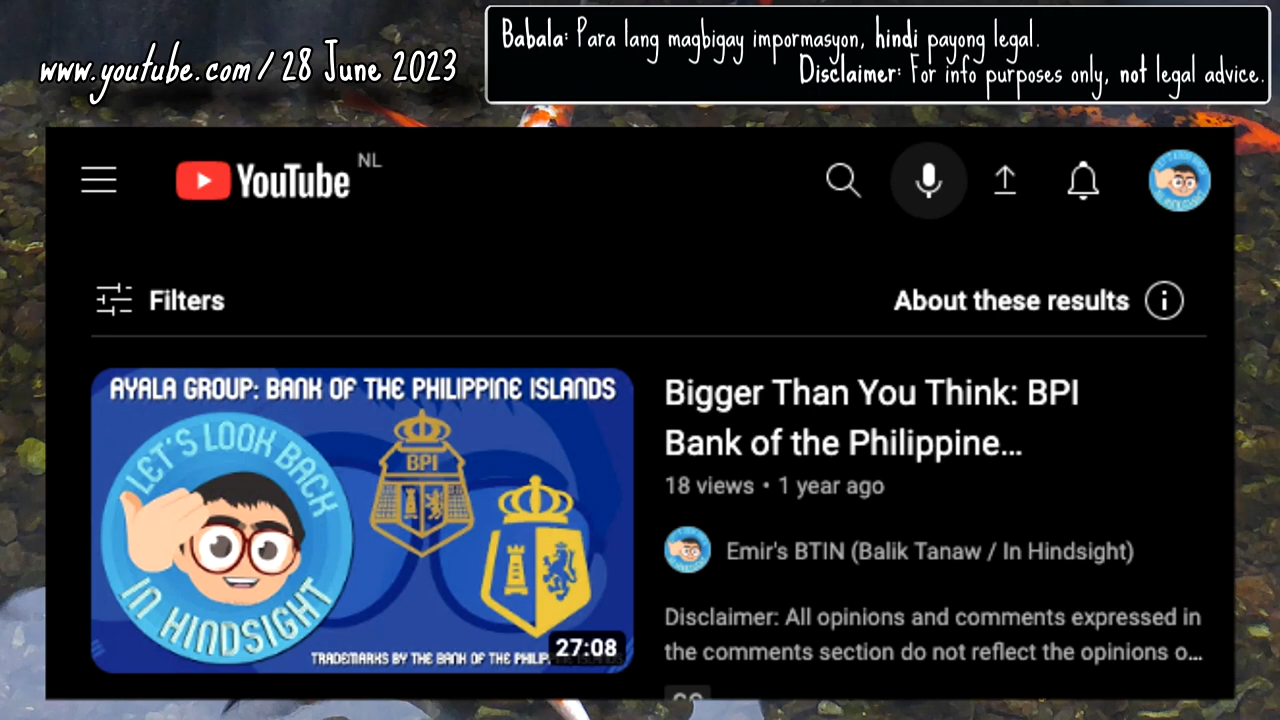 www.youtube.com / 28 June 2023
Babala: Para lang magbigay impormasyon, hindi payong legal.
Disclaimer: For info purposes only, not legal advice.
YouTube NL
Filters
About these results
AYALA GROUP: BANK OF THE PHILIPPINE ISLANDS
LET'S LOOK BACK
IN HINDSIGHT
BPI
TRADEMARKS BY THE BANK OF THE PHILIP
27:08
Bigger Than You Think: BPI
Bank of the Philippine...
18 views • 1 year ago
Emir's BTIN (Balik Tanaw / In Hindsight)
Disclaimer: All opinions and comments expressed in
the comments section do not reflect the opinions o...